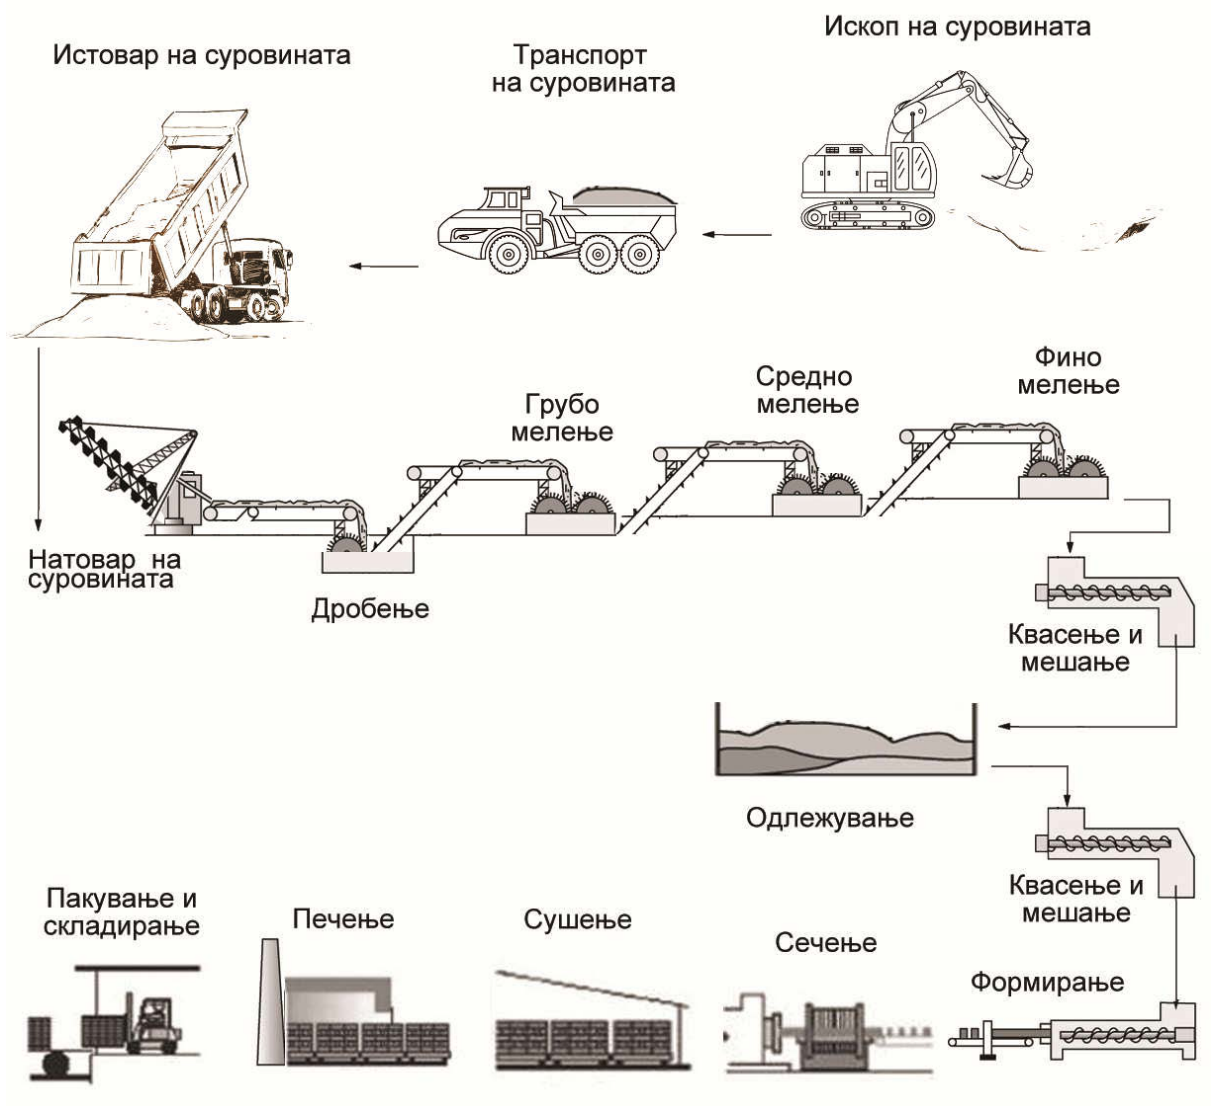 Ископ на суровината
Транспорт
на суровината
Истовар на суровината
Натовар на
суровината
Дробење
Грубо
мелење
Средно
мелење
Фино
мелење
Квасење и
мешање
Одлежување
Квасење и
мешање
Формирање
Сечење
Сушење
Печење
Пакување и
складирање